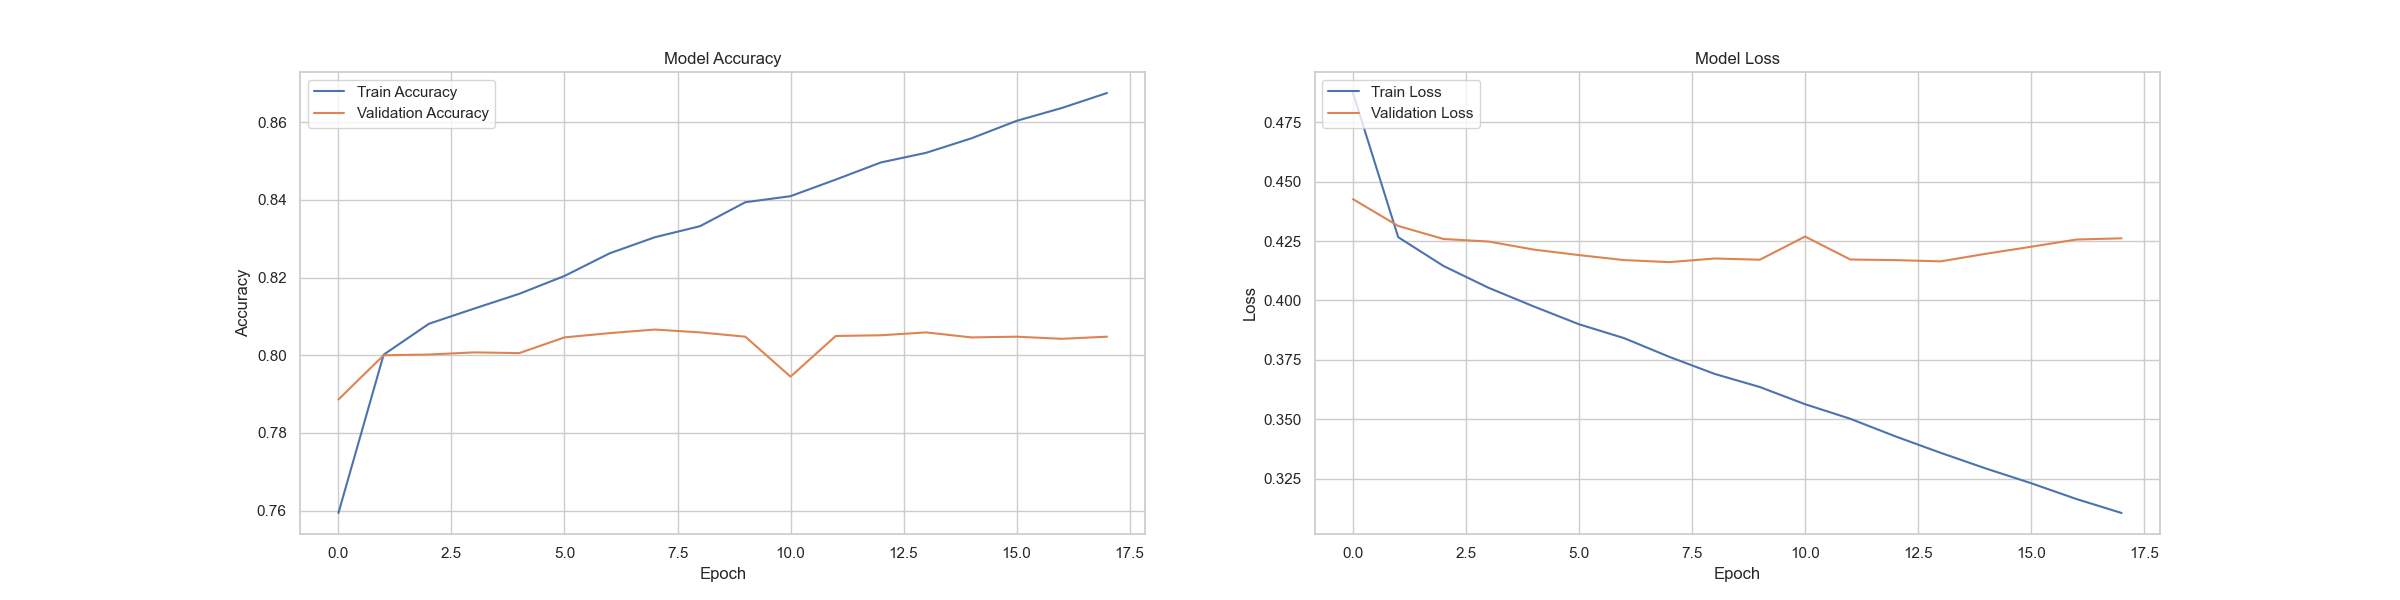 Model Accuracy
Train Accuracy
Validation Accuracy
0.86
0.84
0.82
0.80
0.78
0.76
Accuracy
0.0 2.5 5.0 7.5 10.0 12.5 15.0 17.5
Epoch
Model Loss
Train Loss
Validation Loss
0.475
0.450
0.425
0.400
0.375
0.350
0.325
Loss
0.0 2.5 5.0 7.5 10.0 12.5 15.0 17.5
Epoch